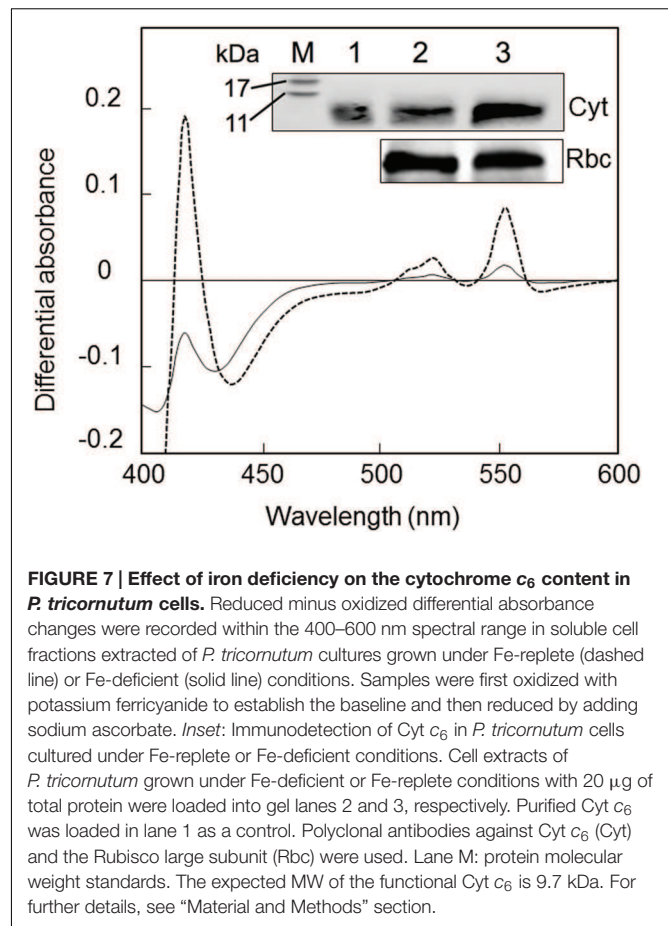 kDa M 1 2 3
17
11
Cyt
Rbc
0.2
0.1
0
-0.1
-0.2
Differential absorbance
400 450 500 550 600
Wavelength (nm)
FIGURE 7 | Effect of iron deficiency on the cytochrome c6 content in
P. tricornutum cells. Reduced minus oxidized differential absorbance
changes were recorded within the 400–600 nm spectral range in soluble cell
fractions extracted of P. tricornutum cultures grown under Fe-replete (dashed
line) or Fe-deficient (solid line) conditions. Samples were first oxidized with
potassium ferricyanide to establish the baseline and then reduced by adding
sodium ascorbate. Inset: Immunodetection of Cyt c6 in P. tricornutum cells
cultured under Fe-replete or Fe-deficient conditions. Cell extracts of
P. tricornutum grown under Fe-deficient or Fe-replete conditions with 20 μg of
total protein were loaded into gel lanes 2 and 3, respectively. Purified Cyt c6
was loaded in lane 1 as a control. Polyclonal antibodies against Cyt c6 (Cyt)
and the Rubisco large subunit (Rbc) were used. Lane M: protein molecular
weight standards. The expected MW of the functional Cyt c6 is 9.7 kDa. For
further details, see “Material and Methods” section.